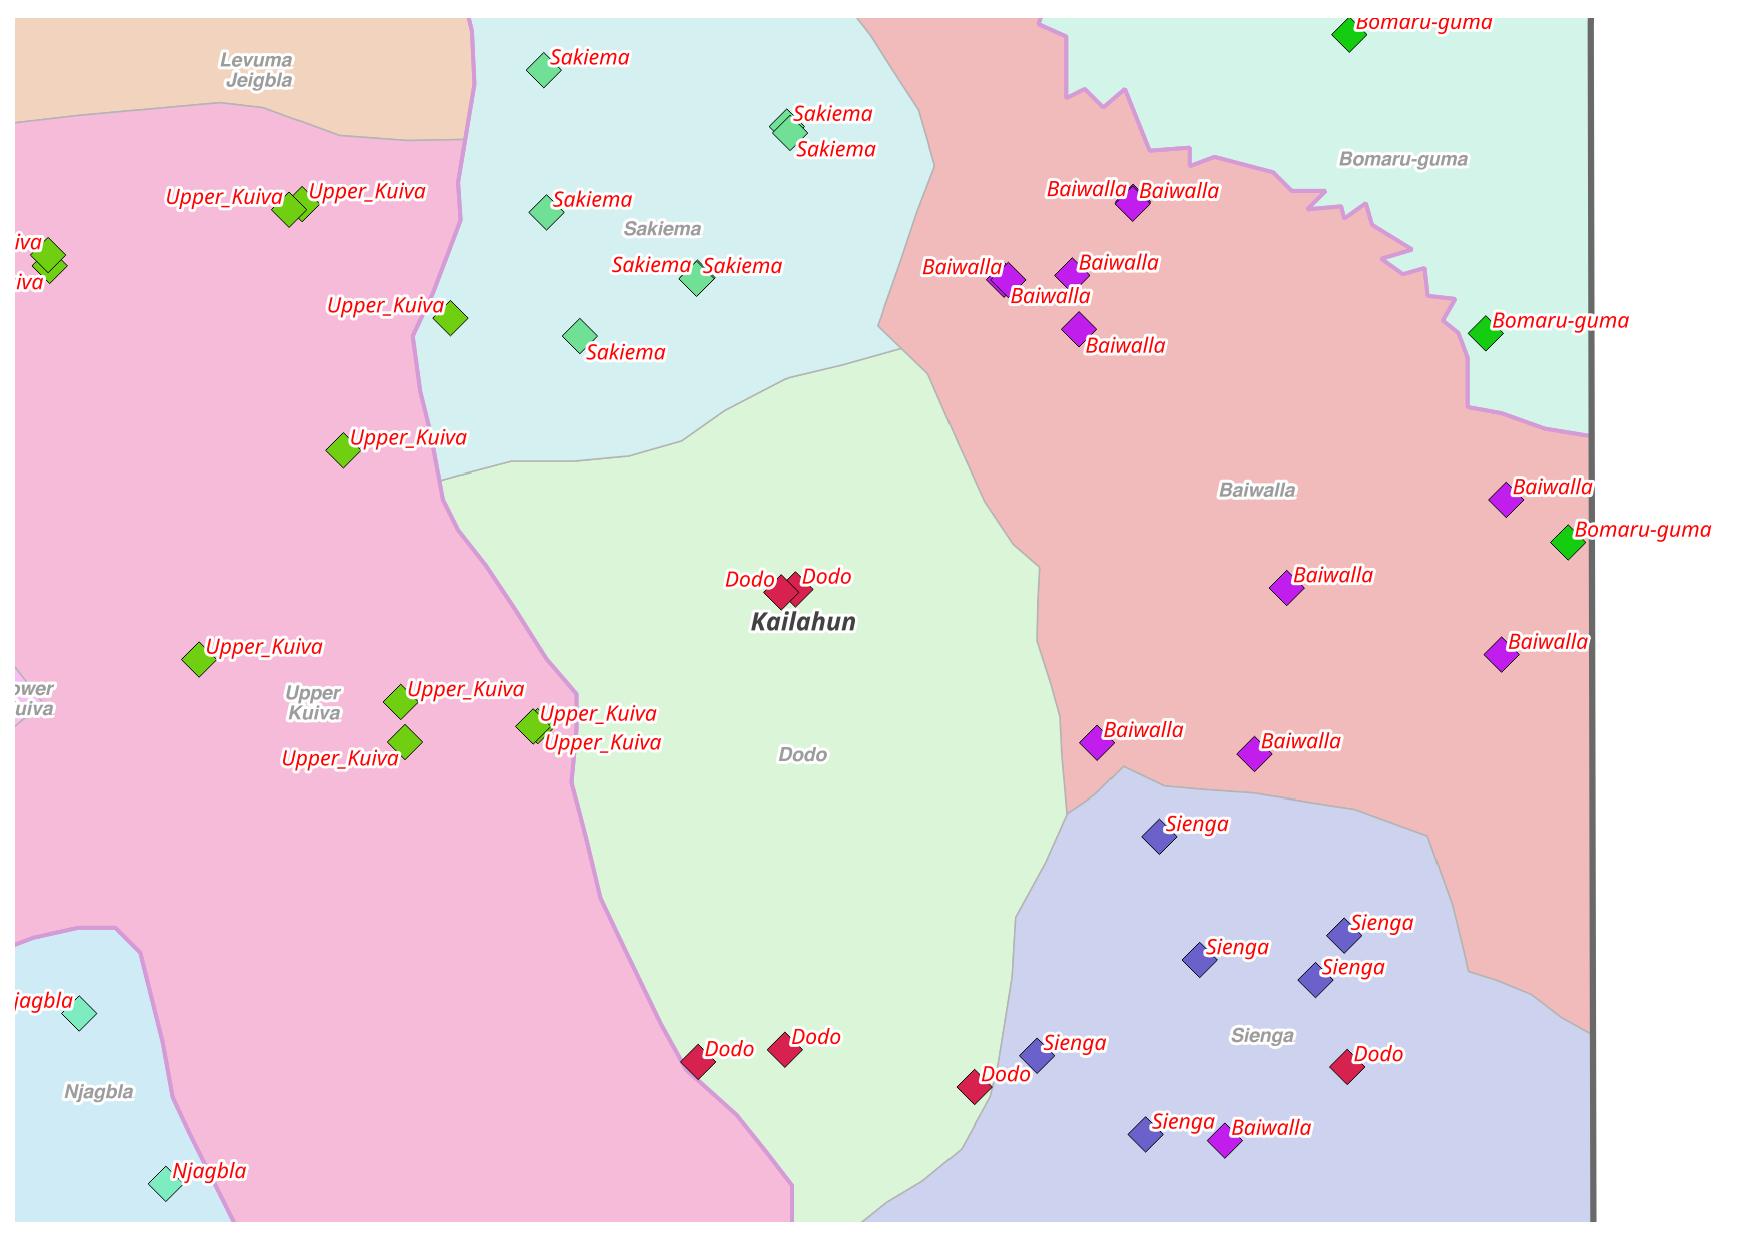 Bomaru-guma
Levuma
Jeigbla
Sakiema
Sakiema
Sakiema
Bomaru-guma
Upper_Kuiva
Upper_Kuiva
Sakiema
Baiwalla
Baiwalla
Sakiema
iva
iva
Sakiema
Sakiema
Baiwalla
Baiwalla
Baiwalla
Upper_Kuiva
Bomaru-guma
Sakiema
Baiwalla
Upper_Kuiva
Baiwalla
Baiwalla
Bomaru-guma
Dodo
Dodo
Baiwalla
Kailahun
Upper_Kuiva
Baiwalla
ower
uiva
Upper
Kuiva
Upper_Kuiva
Upper_Kuiva
Upper_Kuiva
Upper_Kuiva
Dodo
Baiwalla
Baiwalla
Sienga
Sienga
Sienga
Sienga
jagbla
Sienga
Sienga
Dodo
Dodo
Dodo
Dodo
Njagbla
Sienga
Baiwalla
Njagbla